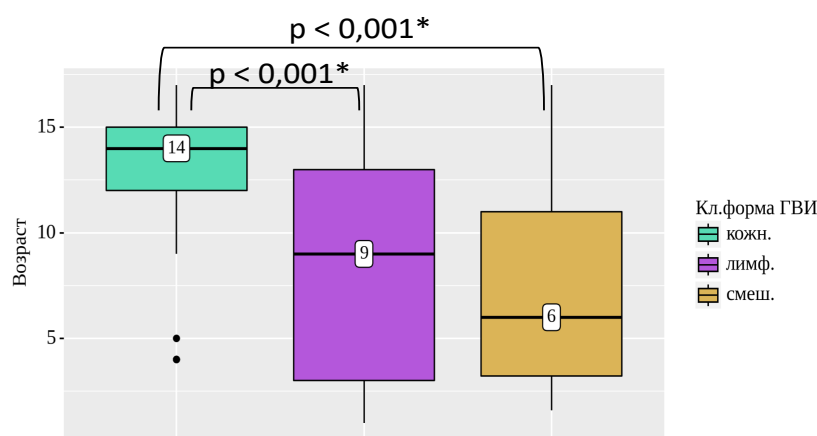 p < 0,001*
p < 0,001*
15
14
10
9
5
6
Возраст
Кл.форма ГВИ
кожн.
лимф.
смеш.